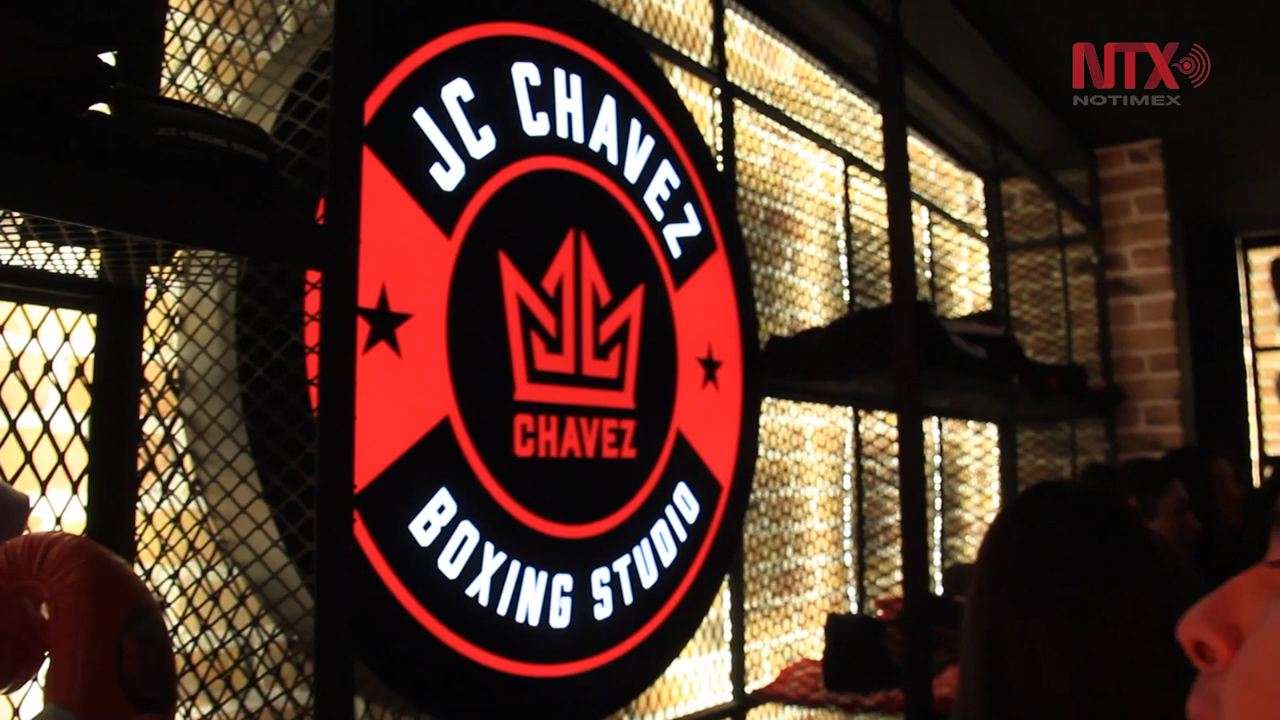 NTX
NOTIMEX
JC CHAVEZ
CHAVEZ
BOXING STUDIO